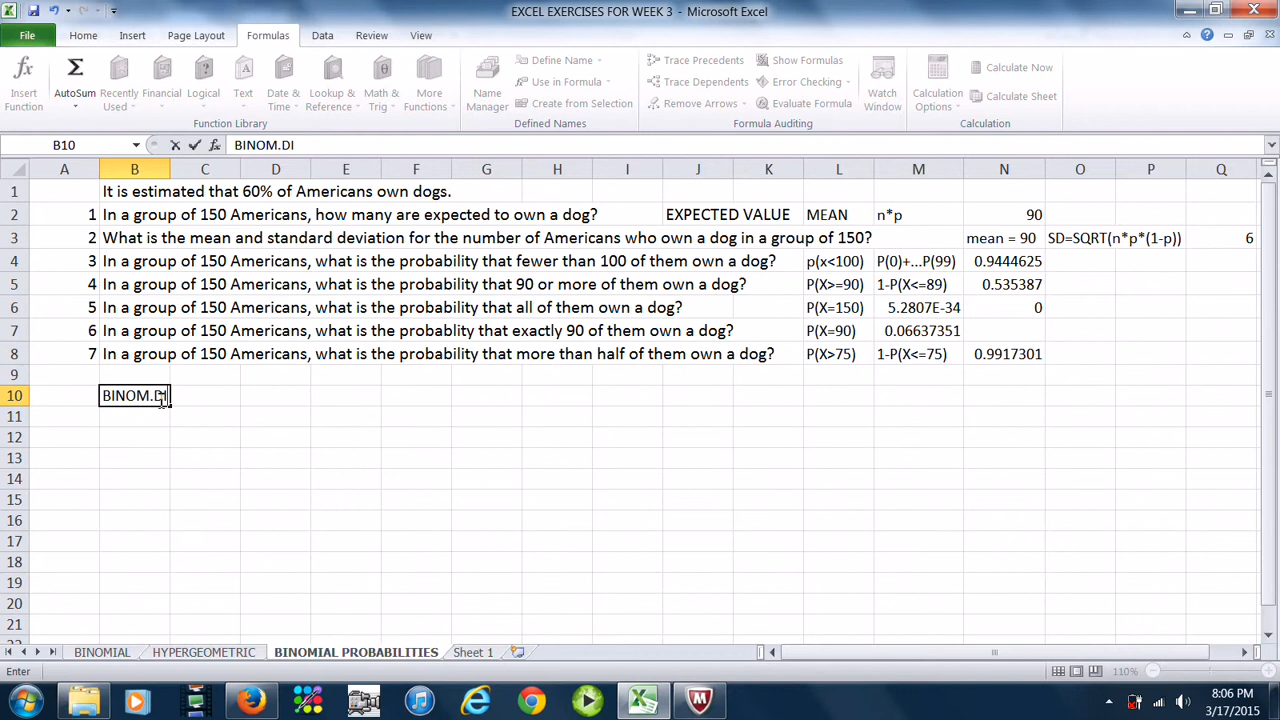 EXCEL EXERCISES FOR WEEK 3 - Microsoft Excel
File Home Insert Page Layout Formulas Data Review View
Insert Function
AutoSum
Recently Used
Financial
Logical
Text
Date & Time
Lookup & Reference
Math & Trig
More Functions
Function Library
Name Manager
Define Name
Use in Formula
Create from Selection
Defined Names
Trace Precedents
Trace Dependents
Remove Arrows
Show Formulas
Error Checking
Evaluate Formula
Formula Auditing
Watch Window
Calculation Options
Calculate Now
Calculate Sheet
Calculation
B10 fx BINOM.DI
A B C D E F G H I J K L M N O P Q
1 It is estimated that 60% of Americans own dogs.
2 1 In a group of 150 Americans, how many are expected to own a dog? EXPECTED VALUE MEAN n*p 90
3 2 What is the mean and standard deviation for the number of Americans who own a dog in a group of 150? mean = 90 SD=SQRT(n*p*(1-p)) 6
4 3 In a group of 150 Americans, what is the probability that fewer than 100 of them own a dog? p(x<100) P(0)+...P(99) 0.9444625
5 4 In a group of 150 Americans, what is the probability that 90 or more of them own a dog? P(X>=90) 1-P(X<=89) 0.535387
6 5 In a group of 150 Americans, what is the probability that all of them own a dog? P(X=150) 5.2807E-34 0
7 6 In a group of 150 Americans, what is the probablity that exactly 90 of them own a dog? P(X=90) 0.06637351
8 7 In a group of 150 Americans, what is the probability that more than half of them own a dog? P(X>75) 1-P(X<=75) 0.9917301
9
10 BINOM.DI
11
12
13
14
15
16
17
18
19
20
21
22
BINOMIAL HYPERGEOMETRIC BINOMIAL PROBABILITIES Sheet 1
Enter 110%
8:06 PM
3/17/2015